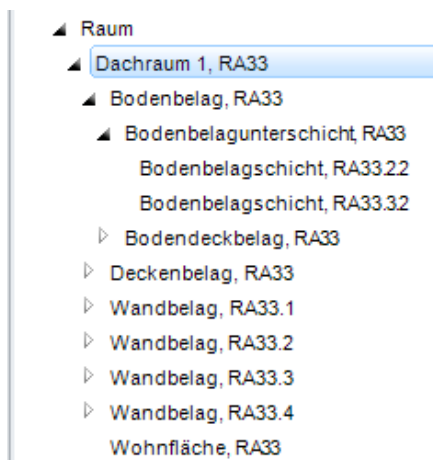 Raum
Dachraum 1, RA33
Bodenbelag, RA33
Bodenbelagunterschicht, RA33
Bodenbelagschicht, RA33.2.2
Bodenbelagschicht, RA33.3.2
Bodendeckbelag, RA33
Deckenbelag, RA33
Wandbelag, RA33.1
Wandbelag, RA33.2
Wandbelag, RA33.3
Wandbelag, RA33.4
Wohnfläche, RA33